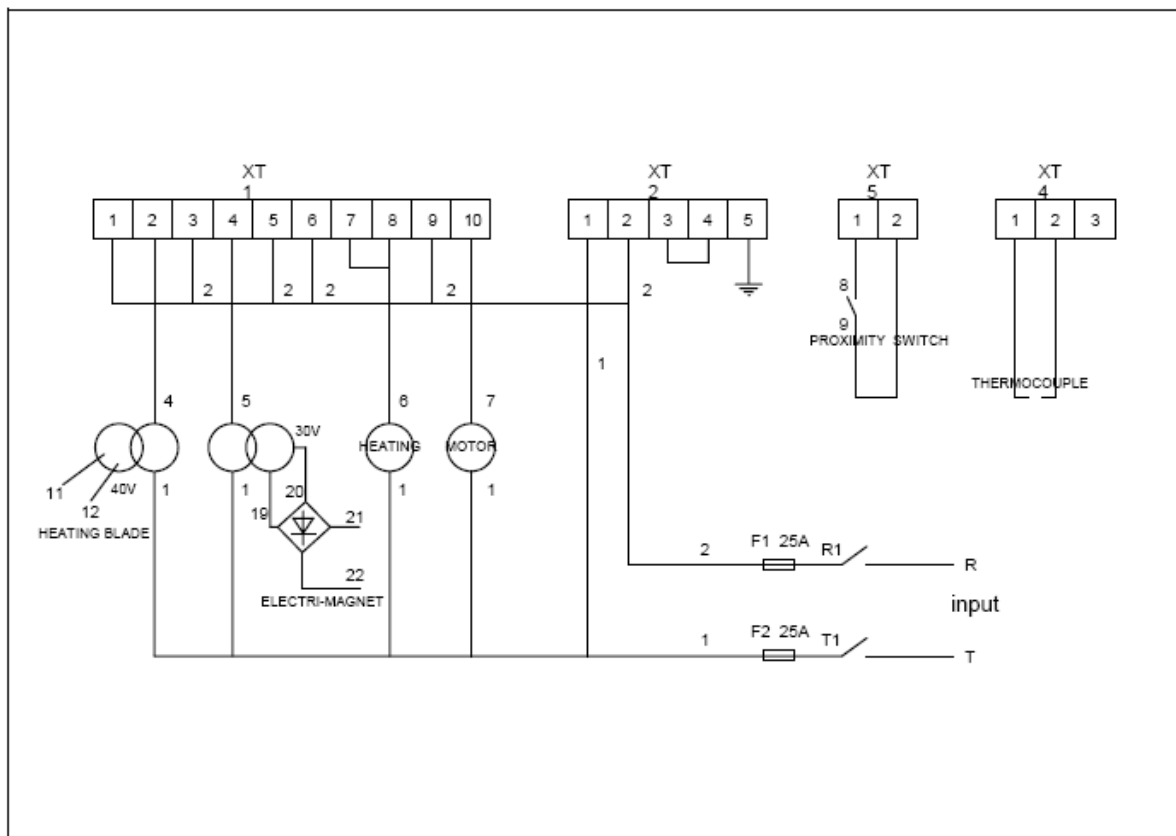 XT XT XT XT
1 2 5 4
1 2 3 4 5 6 7 8 9 10 1 2 3 4 5 1 2 1 2 3
2 2 2 2 2 8
9
PROXIMITY SWITCH
1
THERMOCOUPLE
4 5 6 7
30V
HEATING MOTOR
11 40V 1 1 20 1 1
12 19 21
HEATING BLADE
2 F1 25A R1
R
22
ELECTRI-MAGNET
input
1 F2 25A T1
T